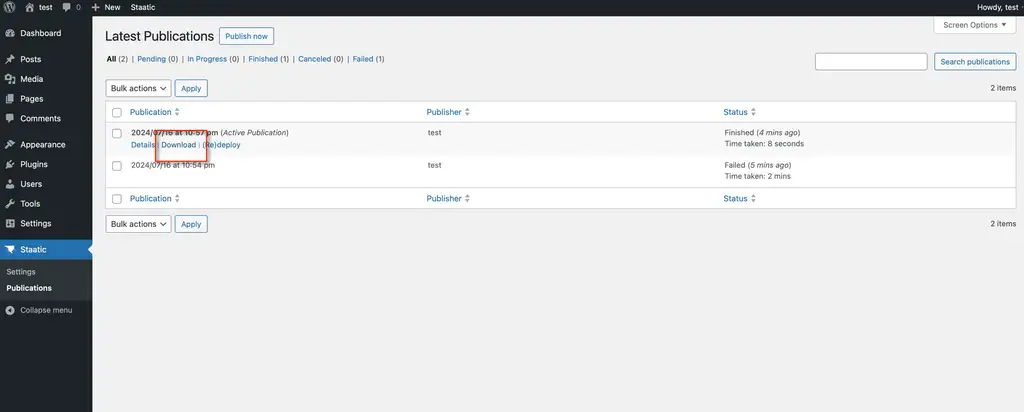 test 0 New Staatic Howdy, test
Dashboard
Posts
Media
Pages
Comments
Appearance
Plugins
Users
Tools
Settings
Staatic
Settings
Publications
Collapse menu
Screen Options
Latest Publications Publish now
All (2) | Pending (0) | In Progress (0) | Finished (1) | Canceled (0) | Failed (1)
Search publications
Bulk actions Apply 2 items
Publication Publisher Status
2024/07/16 at 10:57 pm (Active Publication) test Finished (4 mins ago)
Details | Download | (Re)deploy Time taken: 8 seconds
2024/07/16 at 10:54 pm test Failed (5 mins ago)
Time taken: 2 mins
Publication Publisher Status
Bulk actions Apply 2 items